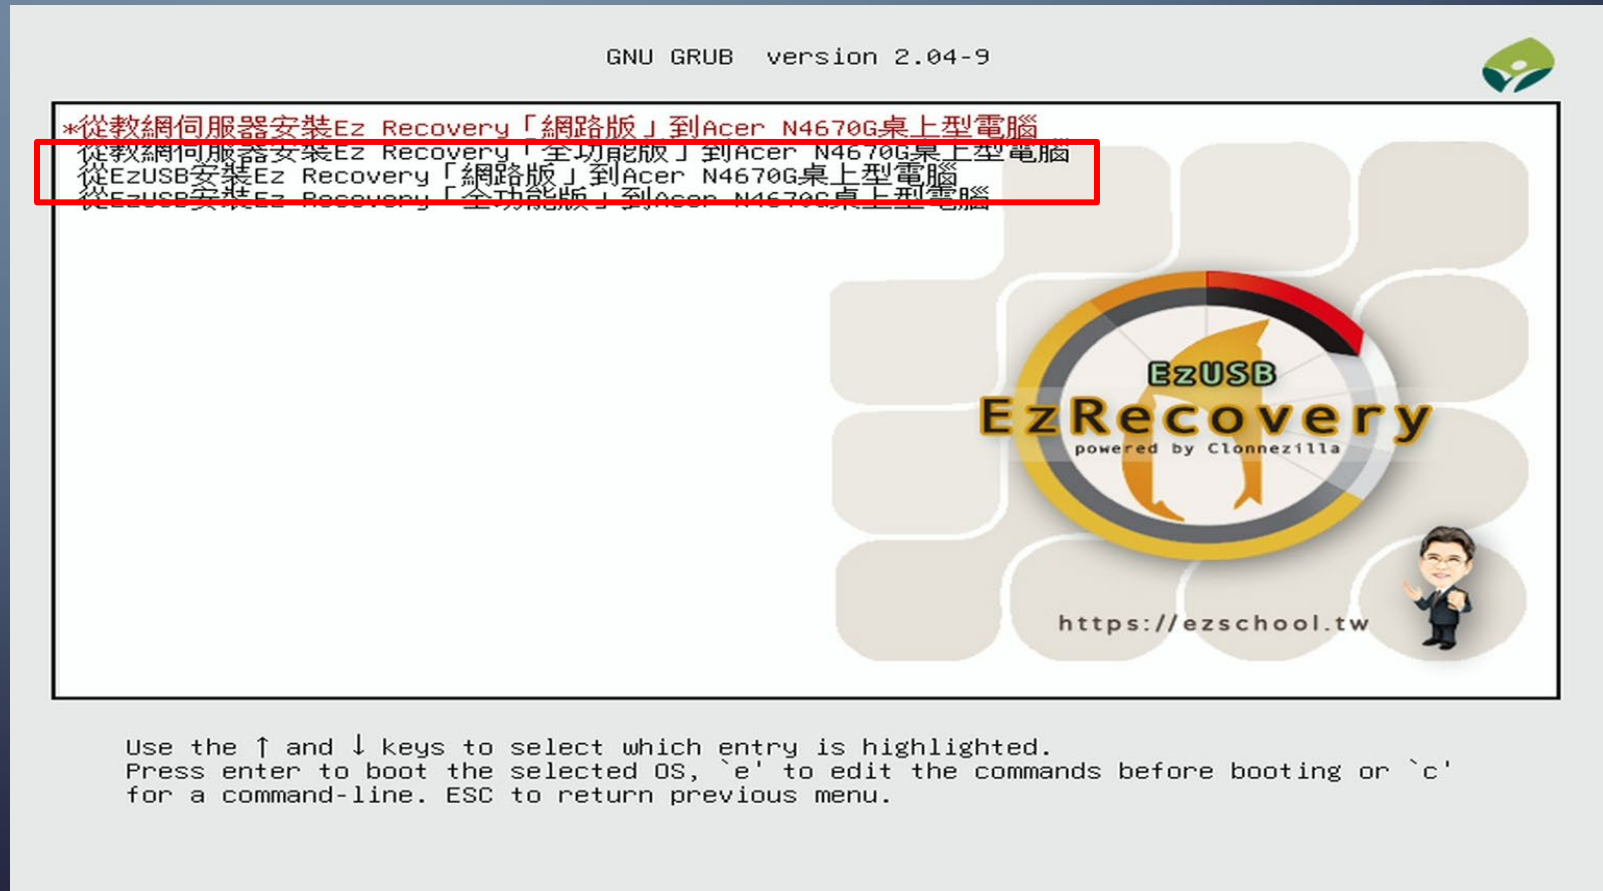 GNU GRUB  version 2.04-9
*從教網伺服器安裝Ez Recovery「網路版」到Acer N4670G桌上型電腦
從教網伺服器安裝Ez Recovery「全功能版」到Acer N4670G桌上型電腦
從EzUSB安裝Ez Recovery「網路版」到Acer N4670G桌上型電腦
從EzUSB安裝Ez Recovery「全功能版」到Acer N4670G桌上型電腦
EzUSB
EzRecovery
powered by Clonnezilla
https://ezschool.tw
Use the ↑ and ↓ keys to select which entry is highlighted.
Press enter to boot the selected OS, `e' to edit the commands before booting or `c'
for a command-line. ESC to return previous menu.